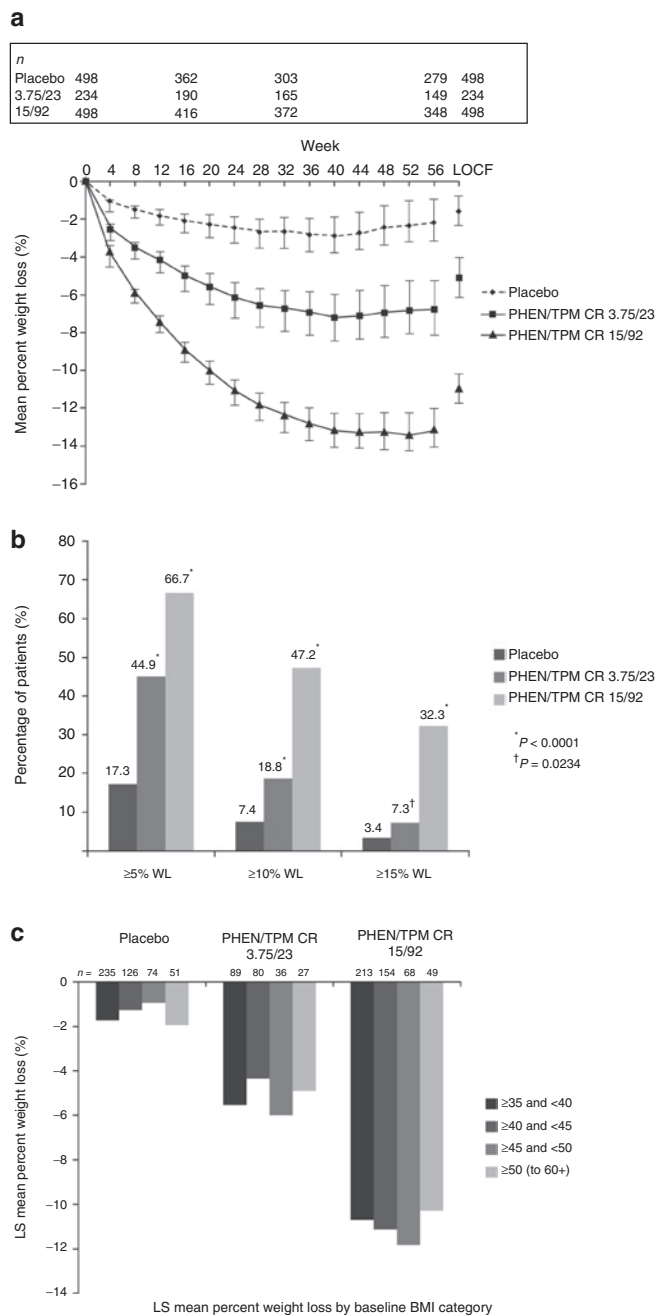 a
n
Placebo 498 362 303 279 498
3.75/23 234 190 165 149 234
15/92 498 416 372 348 498
Week
0 4 8 12 16 20 24 28 32 36 40 44 48 52 56 LOCF
0
−2
−4
−6
−8
−10
−12
−14
−16
Mean percent weight loss (%)
Placebo
PHEN/TPM CR 3.75/23
PHEN/TPM CR 15/92
b
80
70
60
50
40
30
20
10
Percentage of patients (%)
17.3
44.9*
66.7*
7.4
18.8*
47.2*
3.4
7.3†
32.3*
≥5% WL
≥10% WL
≥15% WL
Placebo
PHEN/TPM CR 3.75/23
PHEN/TPM CR 15/92
*P < 0.0001
†P = 0.0234
c
Placebo
PHEN/TPM CR
3.75/23
PHEN/TPM CR
15/92
n = 235 126 74 51 89 80 36 27 213 154 68 49
0
−2
−4
−6
−8
−10
−12
−14
LS mean percent weight loss (%)
≥35 and <40
≥40 and <45
≥45 and <50
≥50 (to 60+)
LS mean percent weight loss by baseline BMI category